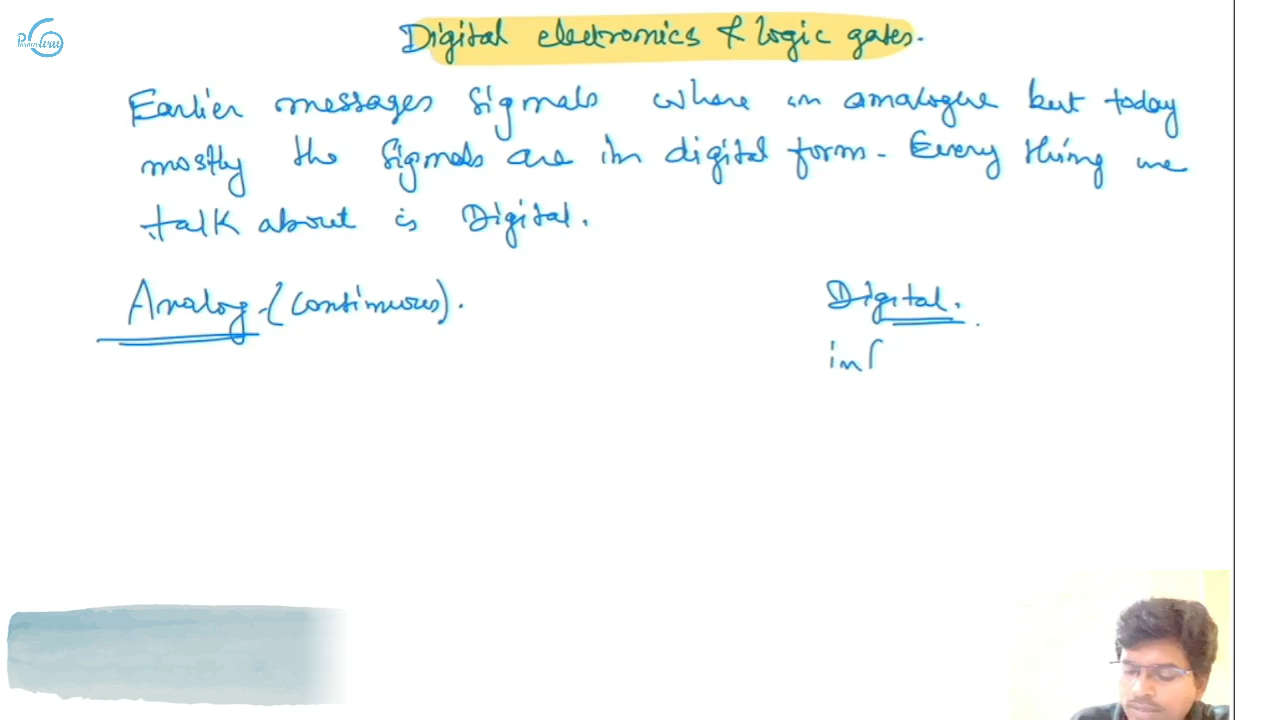 Digital electronics & logic gates.
Earlier messages signals where in analogue but today
mostly the signals are in digital form. Every thing we
talk about is Digital.
Analog-(continuous).
Digital.
inf